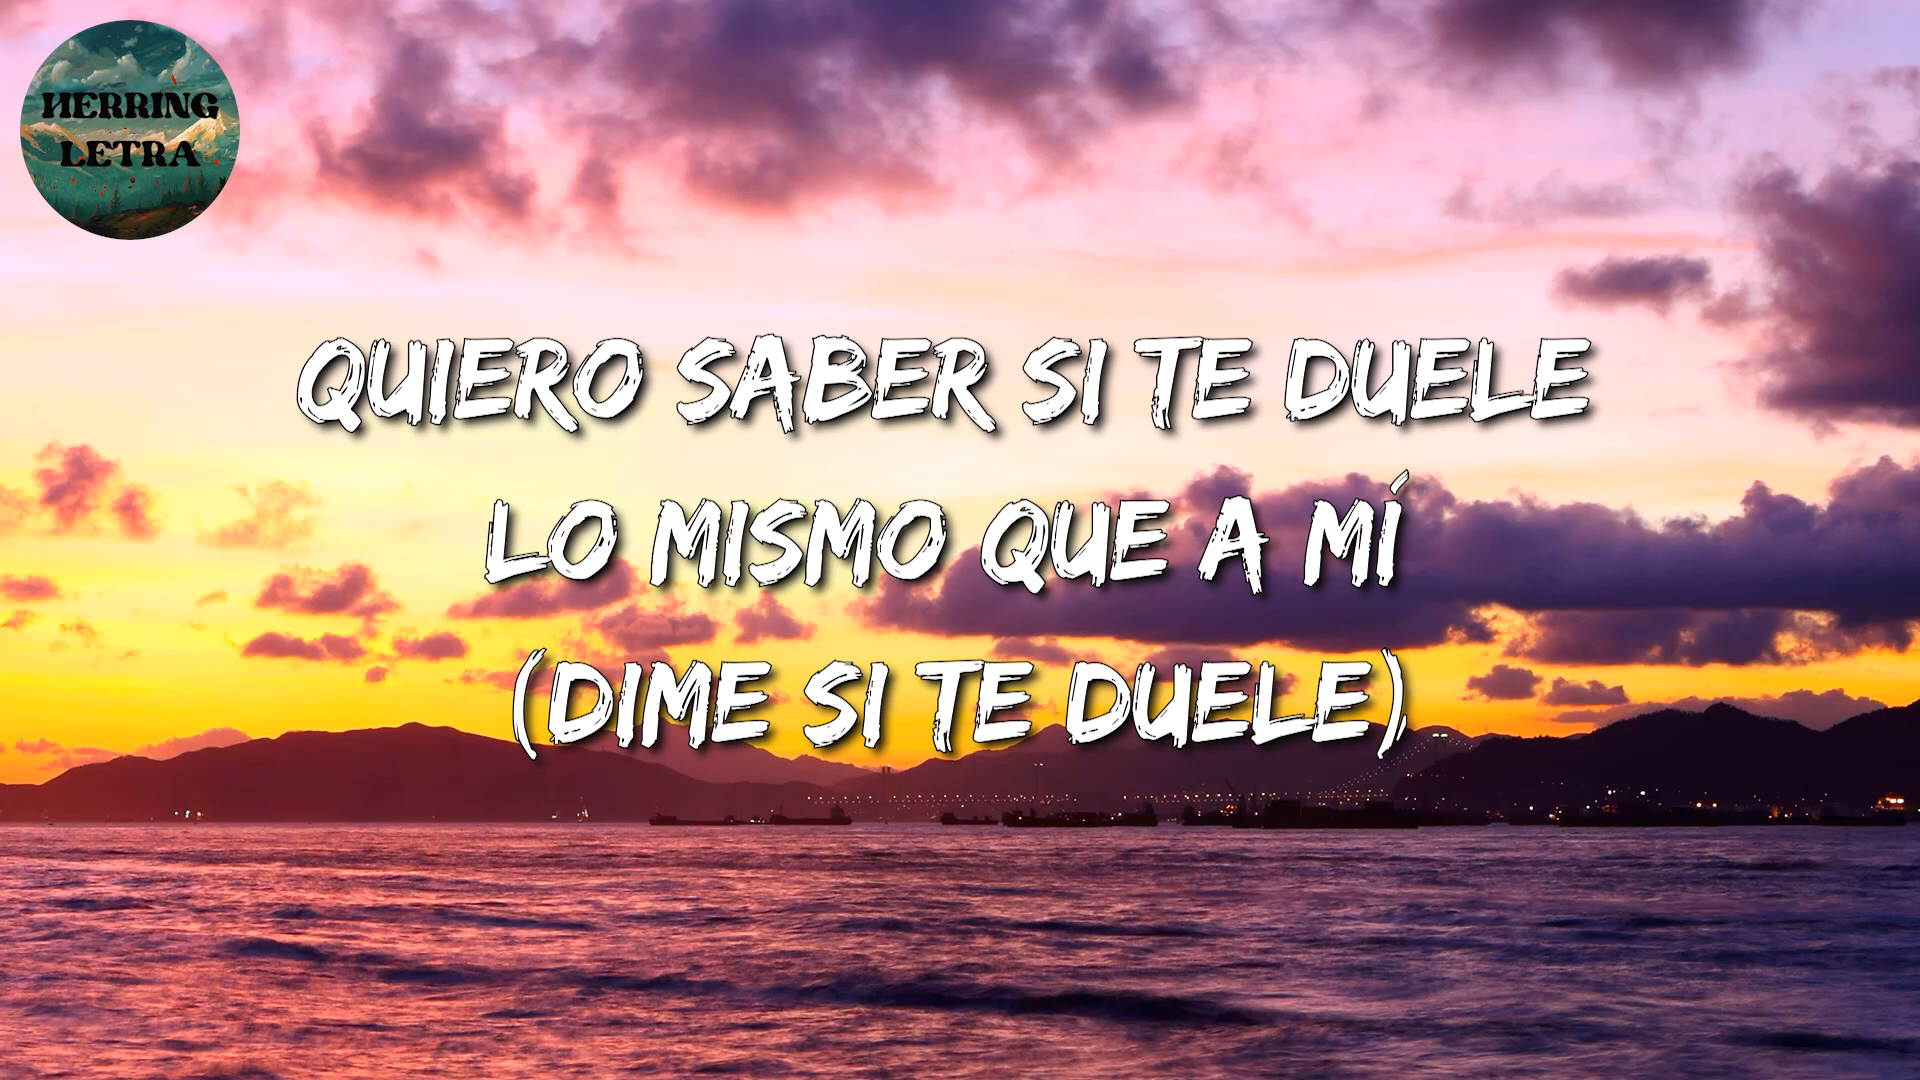 HERRING
LETRA
QUIERO SABER SI TE DUELE
LO MISMO QUE A MÍ
(DIME SI TE DUELE)